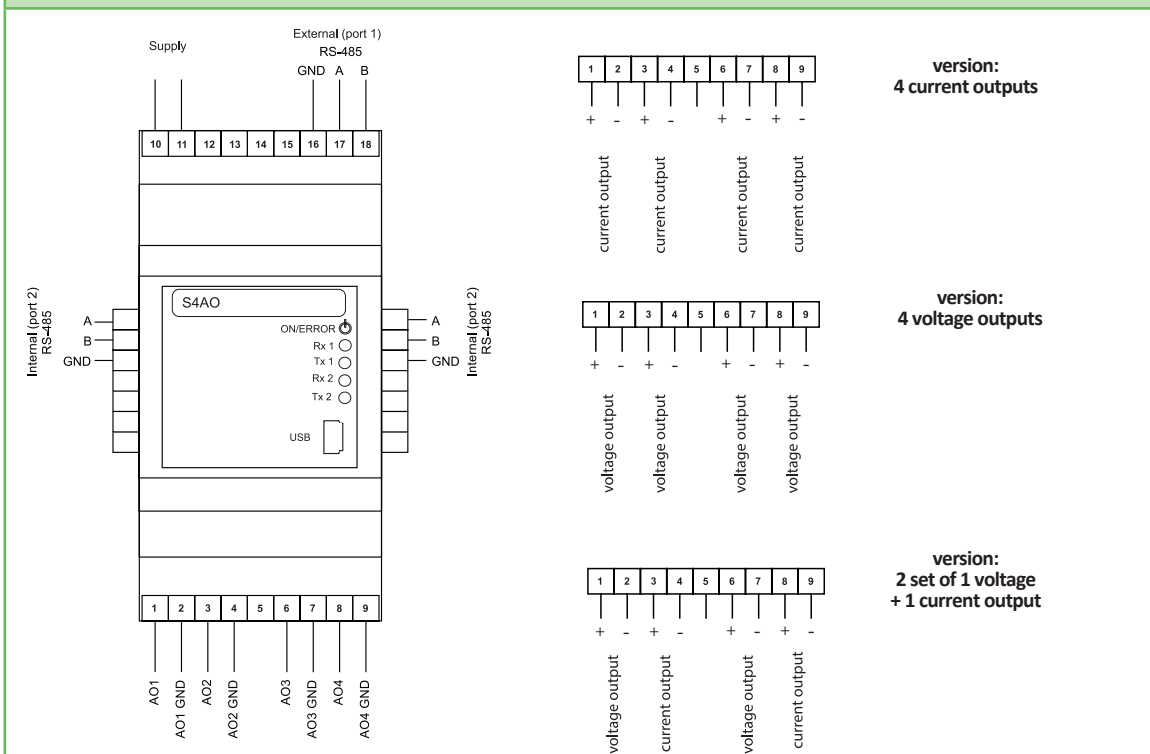 Supply
External (port 1)
RS-485
GND A B
10 11 12 13 14 15 16 17 18
Internal (port 2)
RS-485
A
B
GND
S4AO
ON/ERROR
Rx 1
Tx 1
Rx 2
Tx 2
USB
A
B
GND
Internal (port 2)
RS-485
1 2 3 4 5 6 7 8 9
AO1
AO1 GND
AO2
AO2 GND
AO3
AO3 GND
AO4
AO4 GND
1 2 3 4 5 6 7 8 9
+ - + - + - + -
current output
current output
current output
current output
version:
4 current outputs
1 2 3 4 5 6 7 8 9
+ - + - + - + -
voltage output
voltage output
voltage output
voltage output
version:
4 voltage outputs
1 2 3 4 5 6 7 8 9
+ - + - + - + -
voltage output
current output
voltage output
current output
version:
2 set of 1 voltage
+ 1 current output